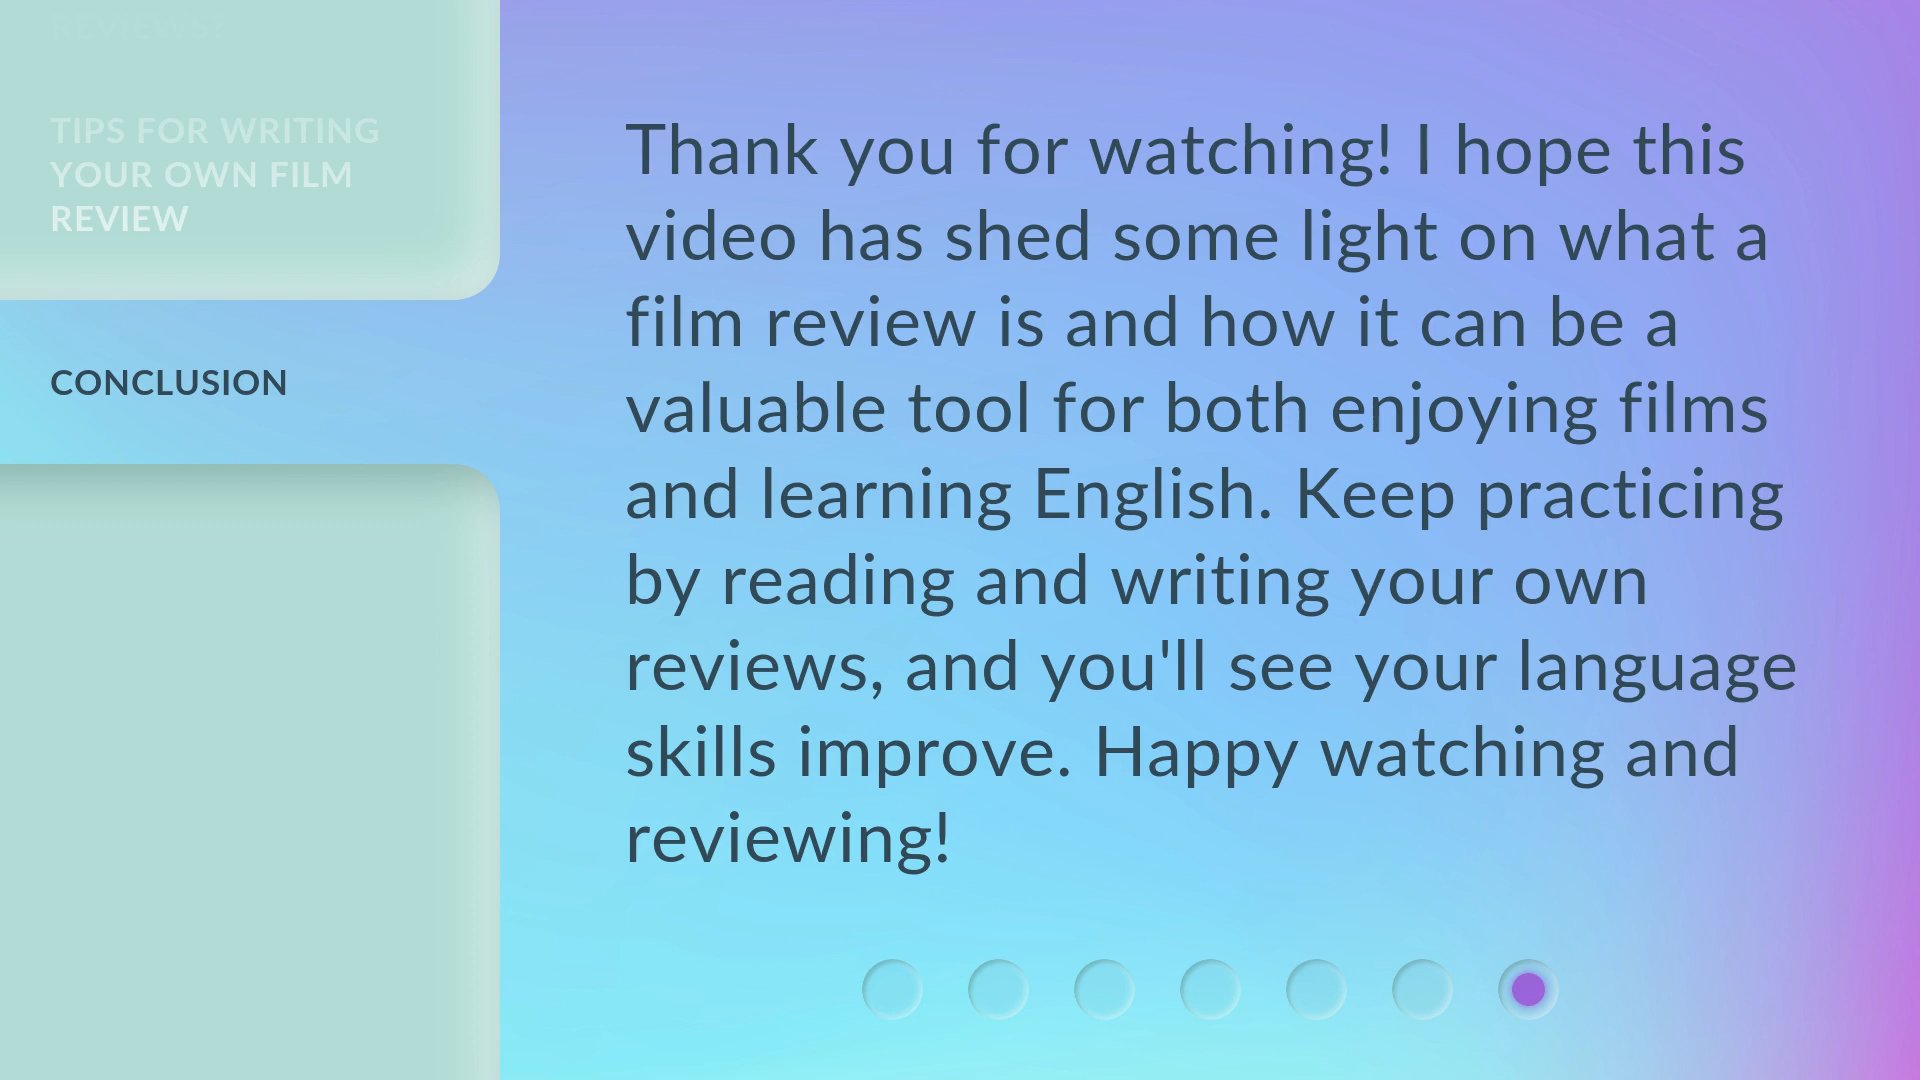 REVIEWS?
TIPS FOR WRITING
YOUR OWN FILM
REVIEW
CONCLUSION
Thank you for watching! I hope this
video has shed some light on what a
film review is and how it can be a
valuable tool for both enjoying films
and learning English. Keep practicing
by reading and writing your own
reviews, and you'll see your language
skills improve. Happy watching and
reviewing!